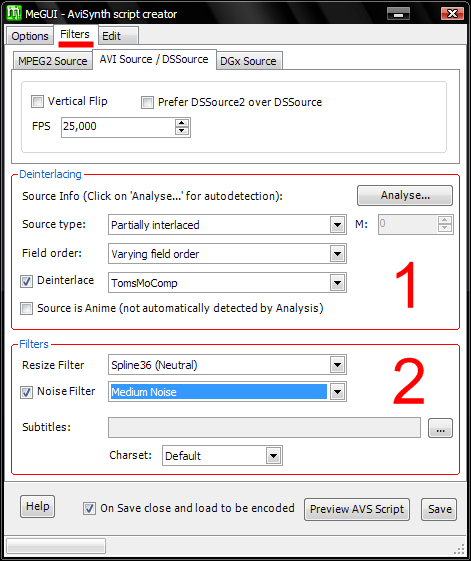 MeGUI - AviSynth script creator
Options Filters Edit
MPEG2 Source AVI Source / DSSource DGx Source
Vertical Flip Prefer DSSource2 over DSSource
FPS 25,000
Deinterlacing
Source Info (Click on 'Analyse...' for autodetection): Analyse...
Source type: Partially interlaced M: 0
Field order: Varying field order
Deinterlace TomsMoComp
1
Source is Anime (not automatically detected by Analysis)
Filters
Resize Filter Spline36 (Neutral)
Noise Filter Medium Noise
2
Subtitles: ...
Charset: Default
Help On Save close and load to be encoded Preview AVS Script Save